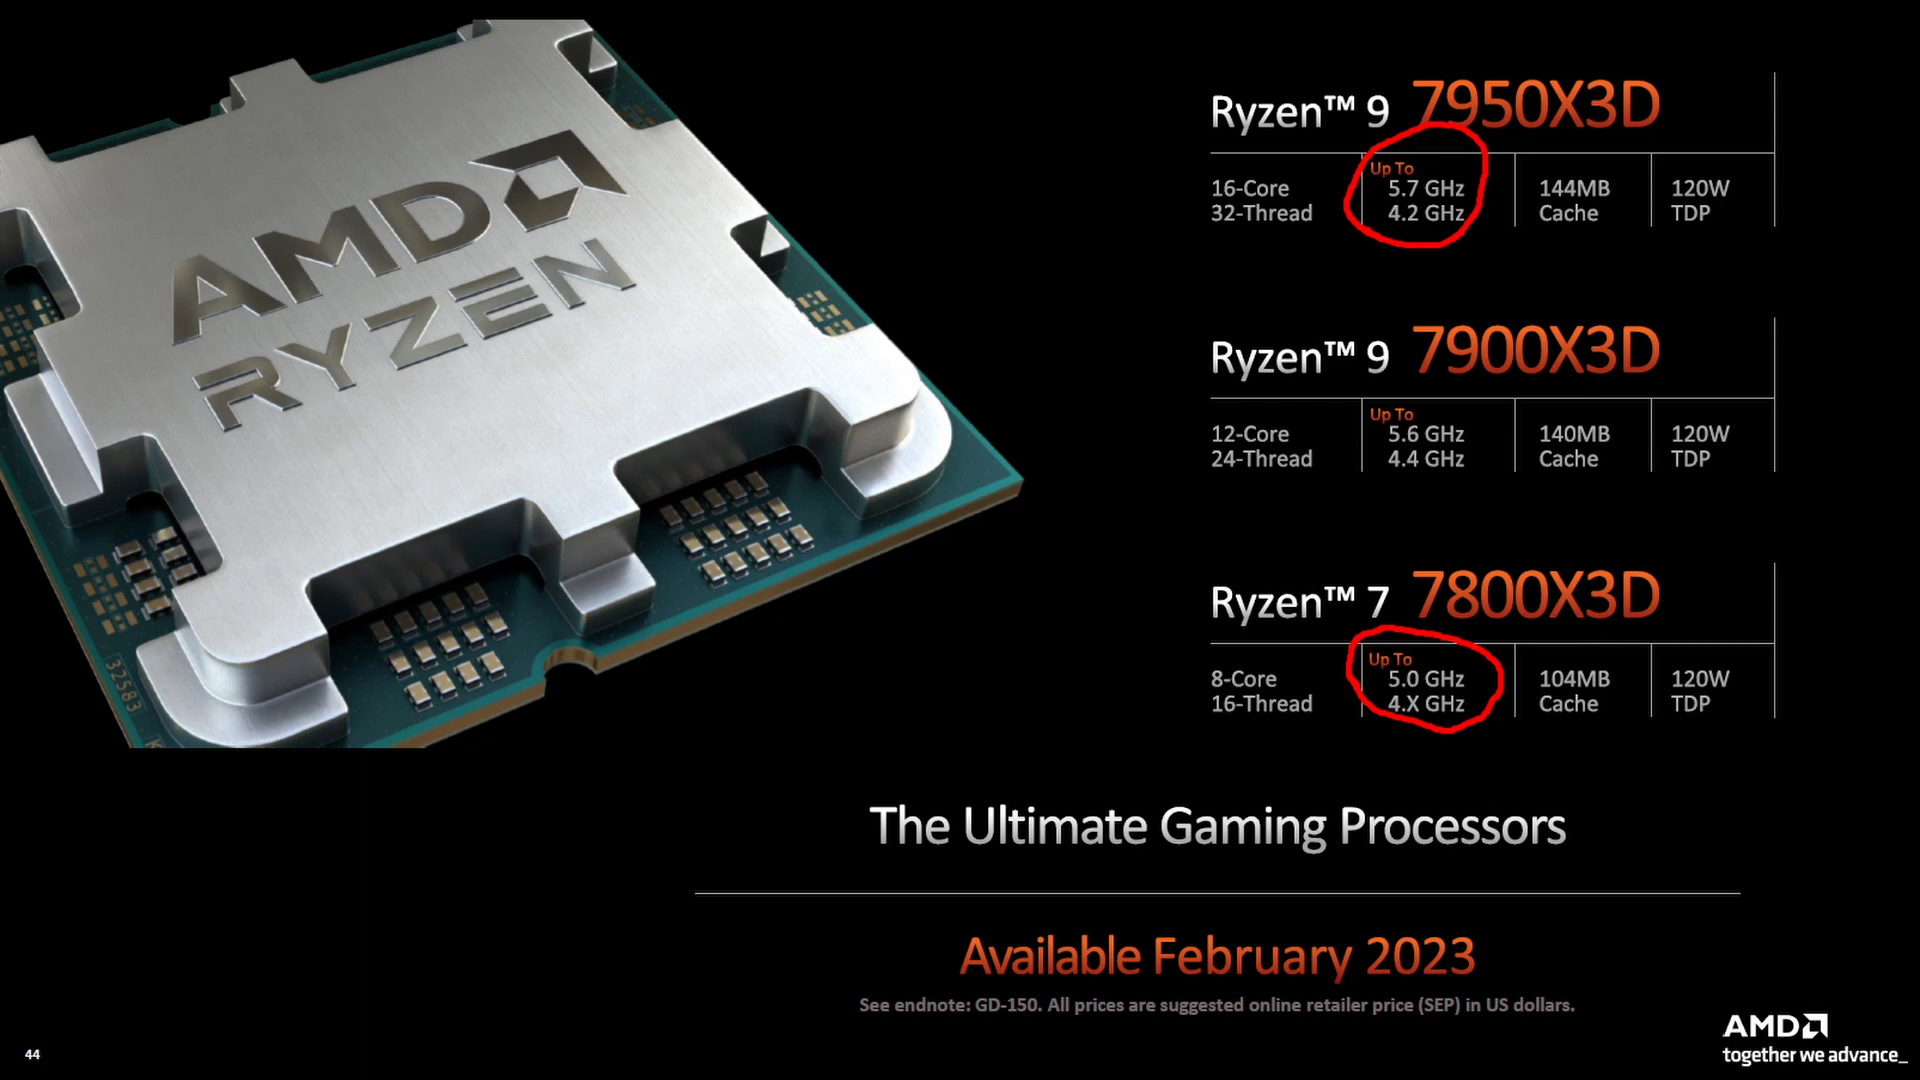 AMD
RYZEN
32583
Ryzen™ 9 7950X3D
16-Core
32-Thread
Up To
5.7 GHz
4.2 GHz
144MB
Cache
120W
TDP
Ryzen™ 9 7900X3D
12-Core
24-Thread
Up To
5.6 GHz
4.4 GHz
140MB
Cache
120W
TDP
Ryzen™ 7 7800X3D
8-Core
16-Thread
Up To
5.0 GHz
4.X GHz
104MB
Cache
120W
TDP
The Ultimate Gaming Processors
Available February 2023
See endnote: GD-150. All prices are suggested online retailer price (SEP) in US dollars.
44
AMD
together we advance_